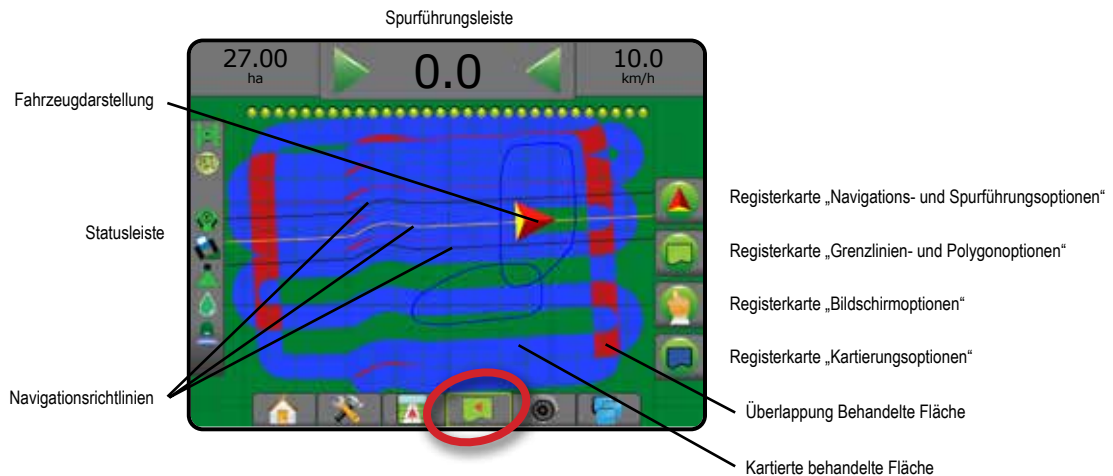 Spurführungsleiste
27.00
ha
0.0
10.0
km/h
Fahrzeugdarstellung
Statusleiste
Navigationsrichtlinien
Registerkarte „Navigations- und Spurführungsoptionen“
Registerkarte „Grenzlinien- und Polygonoptionen“
Registerkarte „Bildschirmoptionen“
Registerkarte „Kartierungsoptionen“
Überlappung Behandelte Fläche
Kartierte behandelte Fläche